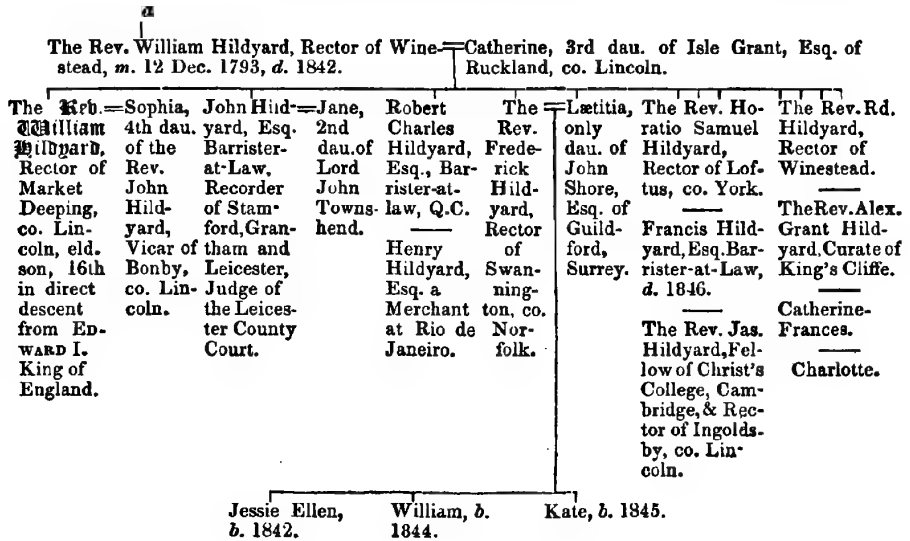 a
The Rev. William Hildyard, Rector of Wine-
stead, m. 12 Dec. 1793, d. 1842.
Catherine, 3rd dau. of Isle Grant, Esq. of
Ruckland, co. Lincoln.
The Rev.
William
Hildyard,
Rector of
Market
Deeping,
co. Lin-
coln, eld.
son, 16th
in direct
descent
from ED-
WARD I.
King of
England.
Sophia,
4th dau.
of the
Rev.
John
Hild-
yard,
Vicar of
Bonby,
co. Lin-
coln.
John Hild-
yard, Esq.
Barrister-
at-Law,
Recorder
of Stam-
ford, Gran-
tham and
Leicester,
Judge of
the Leices-
ter County
Court.
Jane,
2nd
dau. of
Lord
John
Towns-
hend.
Robert
Charles
Hildyard,
Esq., Bar-
rister-at-
law, Q.C.
Henry
Hildyard,
Esq. a
Merchant
at Rio de
Janeiro.
The
Rev.
Frede-
rick
Hild-
yard,
Rector
of
Swan-
ning-
ton, co.
Nor-
folk.
Lætitia,
only
dau. of
John
Shore,
Esq. of
Guild-
ford,
Surrey.
The Rev. Ho-
ratio Samuel
Hildyard,
Rector of Lof-
tus, co. York.
Francis Hild-
yard, Esq. Bar-
rister-at-Law,
d. 1846.
The Rev. Jas.
Hildyard, Fel-
low of Christ's
College, Cam-
bridge, & Rec-
tor of Ingolds-
by, co. Lin-
coln.
The Rev. Rd.
Hildyard,
Rector of
Winestead.
The Rev. Alex.
Grant Hild-
yard, Curate of
King's Cliffe.
Catherine-
Frances.
Charlotte.
Jessie Ellen,
b. 1842.
William, b.
1844.
Kate, b. 1845.